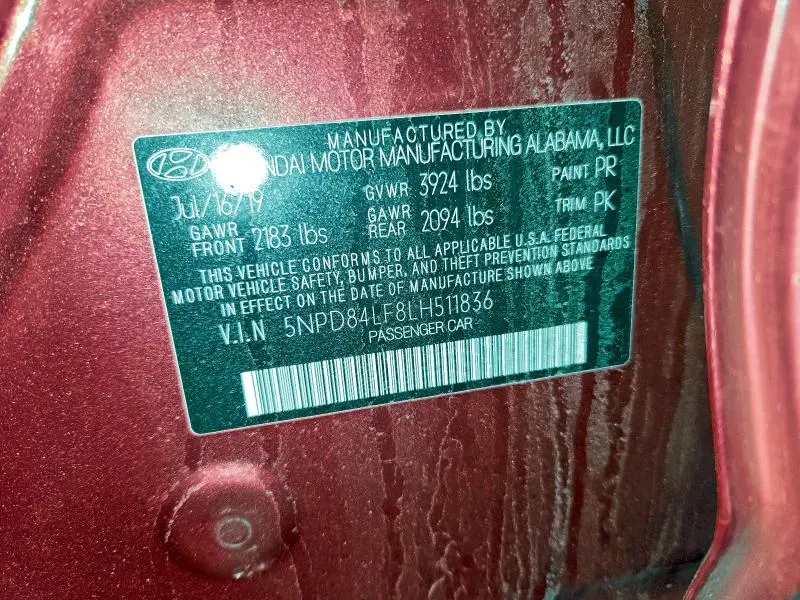 MANUFACTURED BY
HYUNDAI MOTOR MANUFACTURING ALABAMA, LLC
Jul/16/19 GVWR 3924 lbs PAINT PR
GAWR FRONT 2183 lbs GAWR REAR 2094 lbs TRIM PK
THIS VEHICLE CONFORMS TO ALL APPLICABLE U.S.A. FEDERAL
MOTOR VEHICLE SAFETY, BUMPER, AND THEFT PREVENTION STANDARDS
IN EFFECT ON THE DATE OF MANUFACTURE SHOWN ABOVE
V.I.N 5NPD84LF8LH511836
PASSENGER CAR